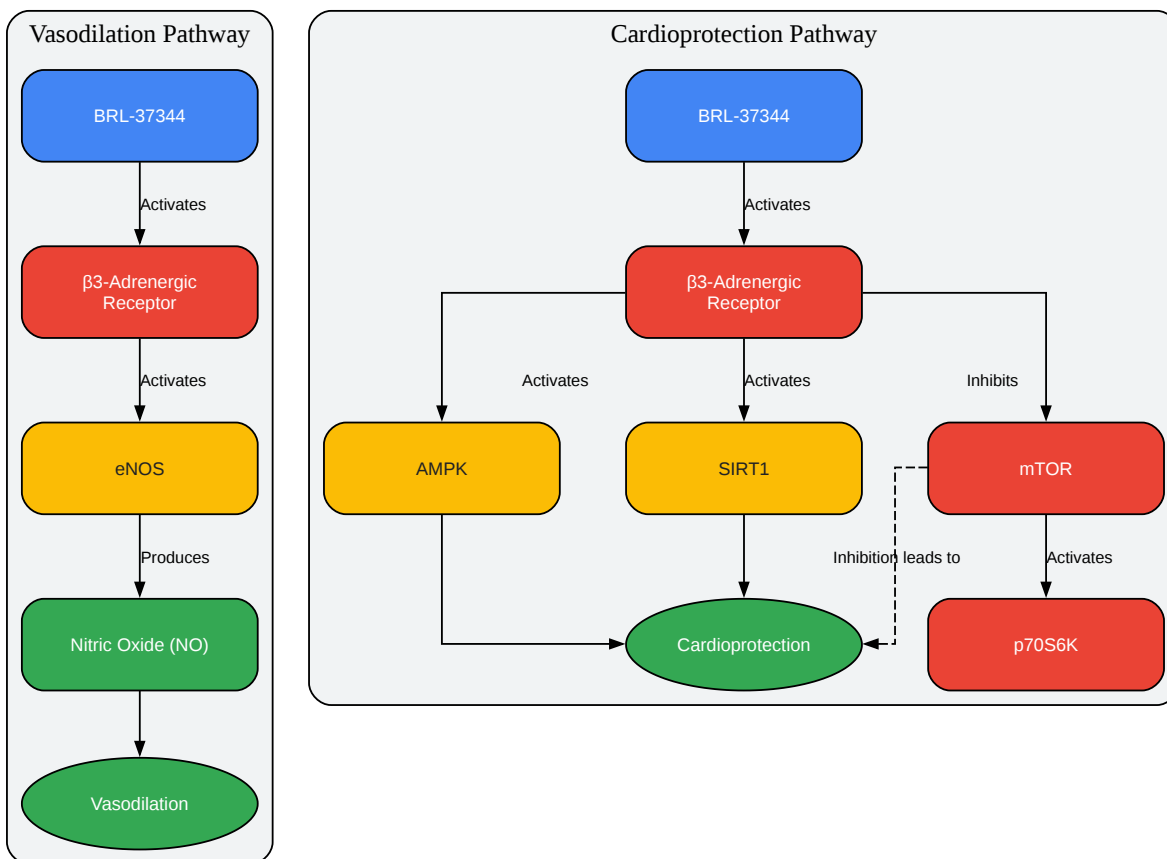 Vasodilation Pathway
BRL-37344
Activates
β3-Adrenergic
Receptor
Activates
eNOS
Produces
Nitric Oxide (NO)
Vasodilation
Cardioprotection Pathway
BRL-37344
Activates
β3-Adrenergic
Receptor
Activates
Activates
Inhibits
AMPK
SIRT1
mTOR
Inhibition leads to
Activates
Cardioprotection
p70S6K